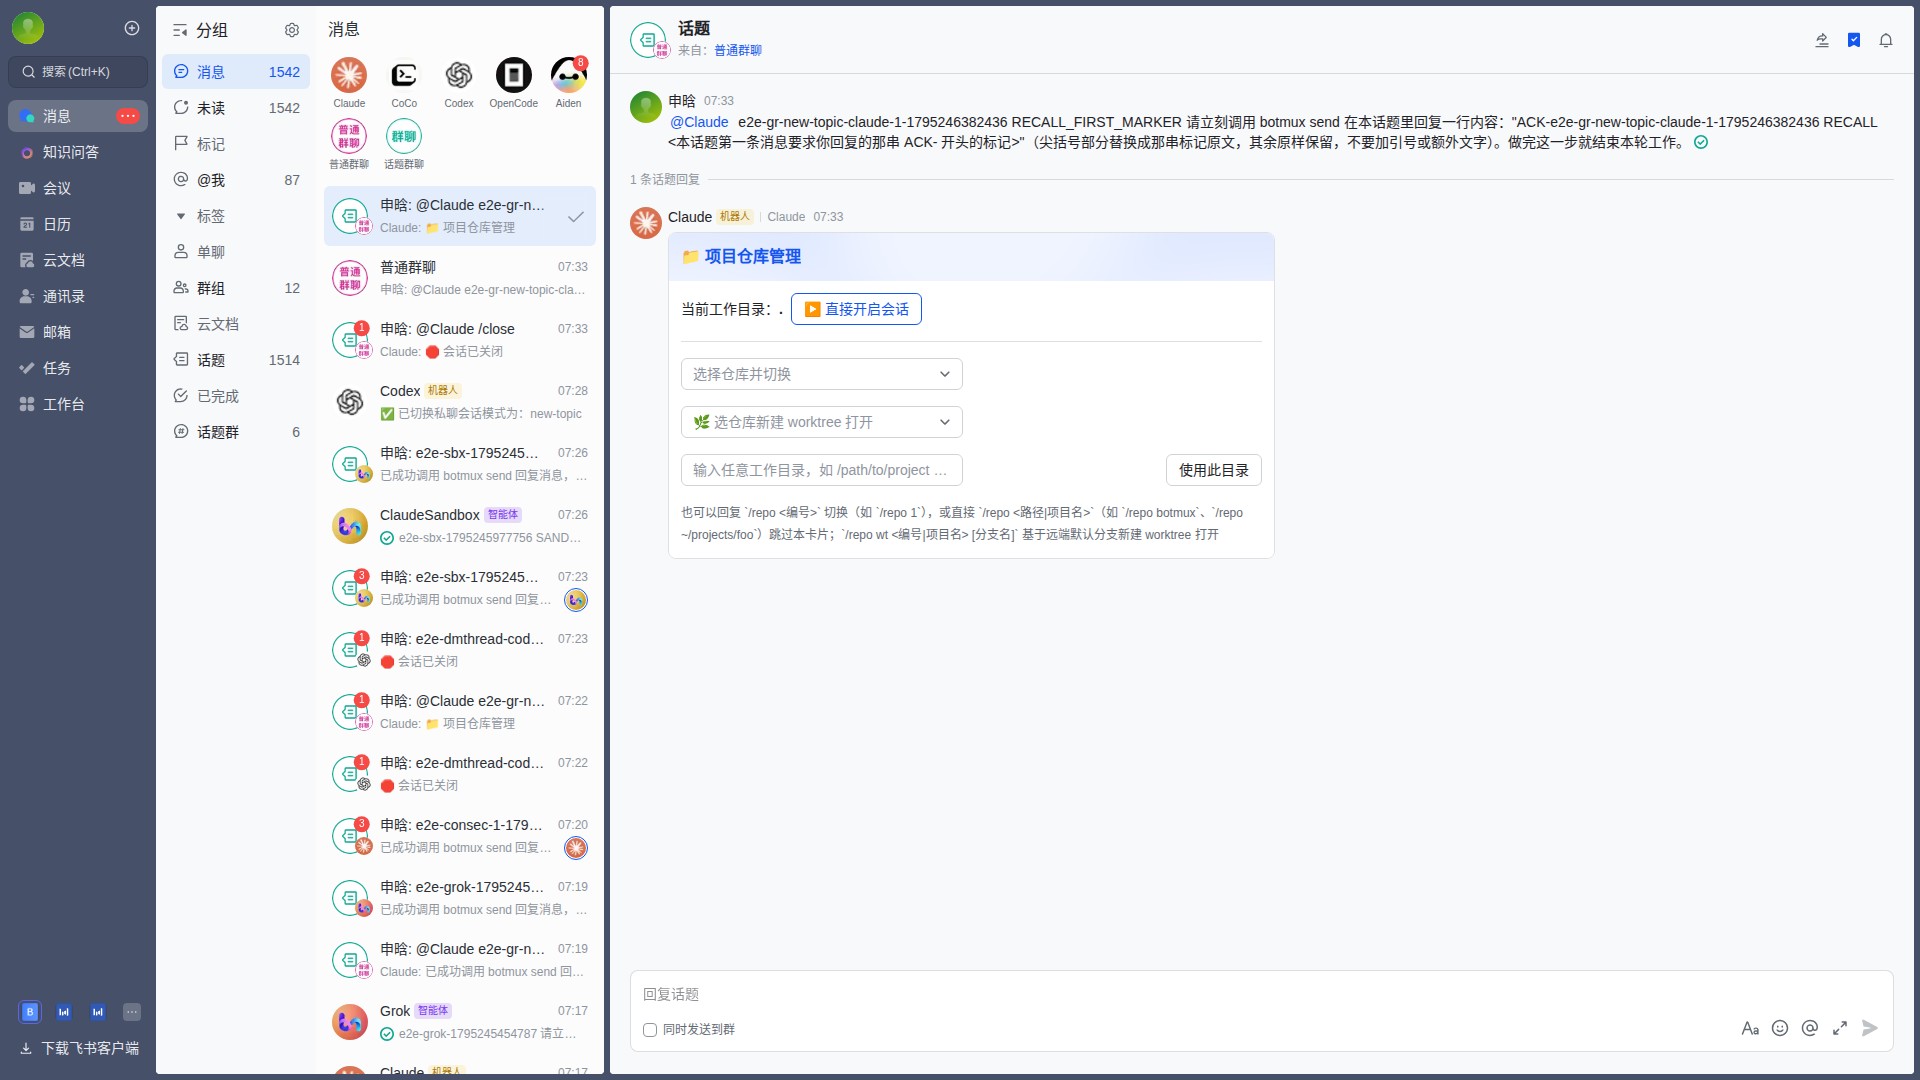 搜索 (Ctrl+K)
消息
知识问答
会议
日历
31
云文档
通讯录
邮箱
任务
工作台
B
下载飞书客户端
分组
消息 1542
未读 1542
标记
@我 87
标签
单聊
群组 12
云文档
话题 1514
已完成
话题群 6
消息
8
Claude CoCo Codex OpenCode Aiden
普通群聊 群聊
普通群聊 话题群聊
申晗: @Claude e2e-gr-n…
Claude: 📁 项目仓库管理
普通群聊 07:33
申晗: @Claude e2e-gr-new-topic-cla…
1 申晗: @Claude /close 07:33
Claude: 🛑 会话已关闭
Codex 机器人 07:28
✅ 已切换私聊会话模式为：new-topic
申晗: e2e-sbx-1795245… 07:26
已成功调用 botmux send 回复消息，…
ClaudeSandbox 智能体 07:26
e2e-sbx-1795245977756 SAND…
3 申晗: e2e-sbx-1795245… 07:23
已成功调用 botmux send 回复…
1 申晗: e2e-dmthread-cod… 07:23
🛑 会话已关闭
1 申晗: @Claude e2e-gr-n… 07:22
Claude: 📁 项目仓库管理
1 申晗: e2e-dmthread-cod… 07:22
🛑 会话已关闭
3 申晗: e2e-consec-1-179… 07:20
已成功调用 botmux send 回复…
申晗: e2e-grok-1795245… 07:19
已成功调用 botmux send 回复消息，…
申晗: @Claude e2e-gr-n… 07:19
Claude: 已成功调用 botmux send 回…
Grok 智能体 07:17
e2e-grok-1795245454787 请立…
Claude 机器人 07:17
话题
来自：普通群聊
申晗 07:33
@Claude e2e-gr-new-topic-claude-1-1795246382436 RECALL_FIRST_MARKER 请立刻调用 botmux send 在本话题里回复一行内容："ACK-e2e-gr-new-topic-claude-1-1795246382436 RECALL
<本话题第一条消息要求你回复的那串 ACK- 开头的标记>"（尖括号部分替换成那串标记原文，其余原样保留，不要加引号或额外文字）。做完这一步就结束本轮工作。
1 条话题回复
Claude 机器人 Claude 07:33
📁 项目仓库管理
当前工作目录：. ▶️ 直接开启会话
选择仓库并切换
🌿 选仓库新建 worktree 打开
输入任意工作目录，如 /path/to/project … 使用此目录
也可以回复 `/repo <编号>` 切换（如 `/repo 1`），或直接 `/repo <路径|项目名>`（如 `/repo botmux`、`/repo
~/projects/foo`）跳过本卡片；`/repo wt <编号|项目名> [分支名]` 基于远端默认分支新建 worktree 打开
回复话题
同时发送到群